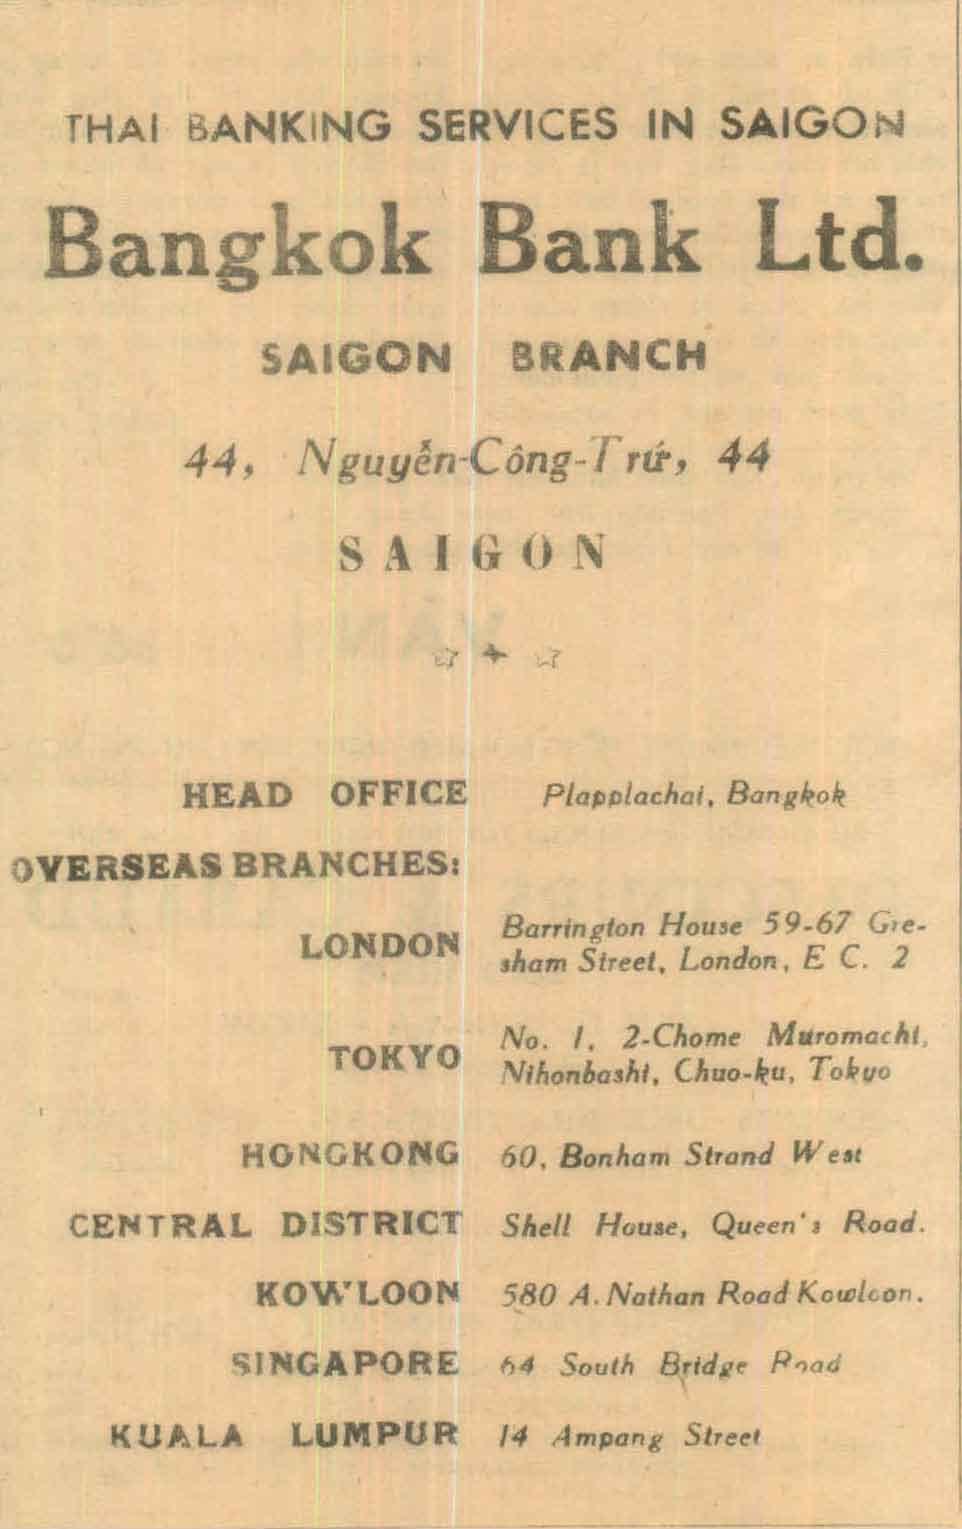 THAI BANKING SERVICES IN SAIGON
Bangkok Bank Ltd.
SAIGON BRANCH
44, Nguyễn-Công-Trứ, 44
SAIGON
HEAD OFFICE Plapplachai, Bangkok
OVERSEAS BRANCHES:
LONDON Barrington House 59-67 Gre-
sham Street, London, E C. 2
TOKYO No. 1, 2-Chome Muromachi,
Nihonbashi, Chuo-ku, Tokyo
HONGKONG 60, Bonham Strand West
CENTRAL DISTRICT Shell House, Queen's Road.
KOWLOON 580 A. Nathan Road Kowloon.
SINGAPORE 64 South Bridge Road
KUALA LUMPUR 14 Ampang Street